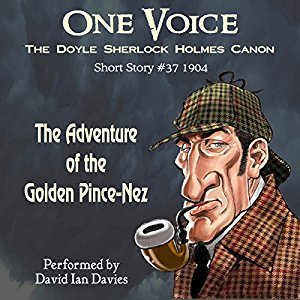 ONE VOICE
THE DOYLE SHERLOCK HOLMES CANON
Short Story #37 1904
The Adventure
of the
Golden Pince-Nez
Performed by
David Ian Davies